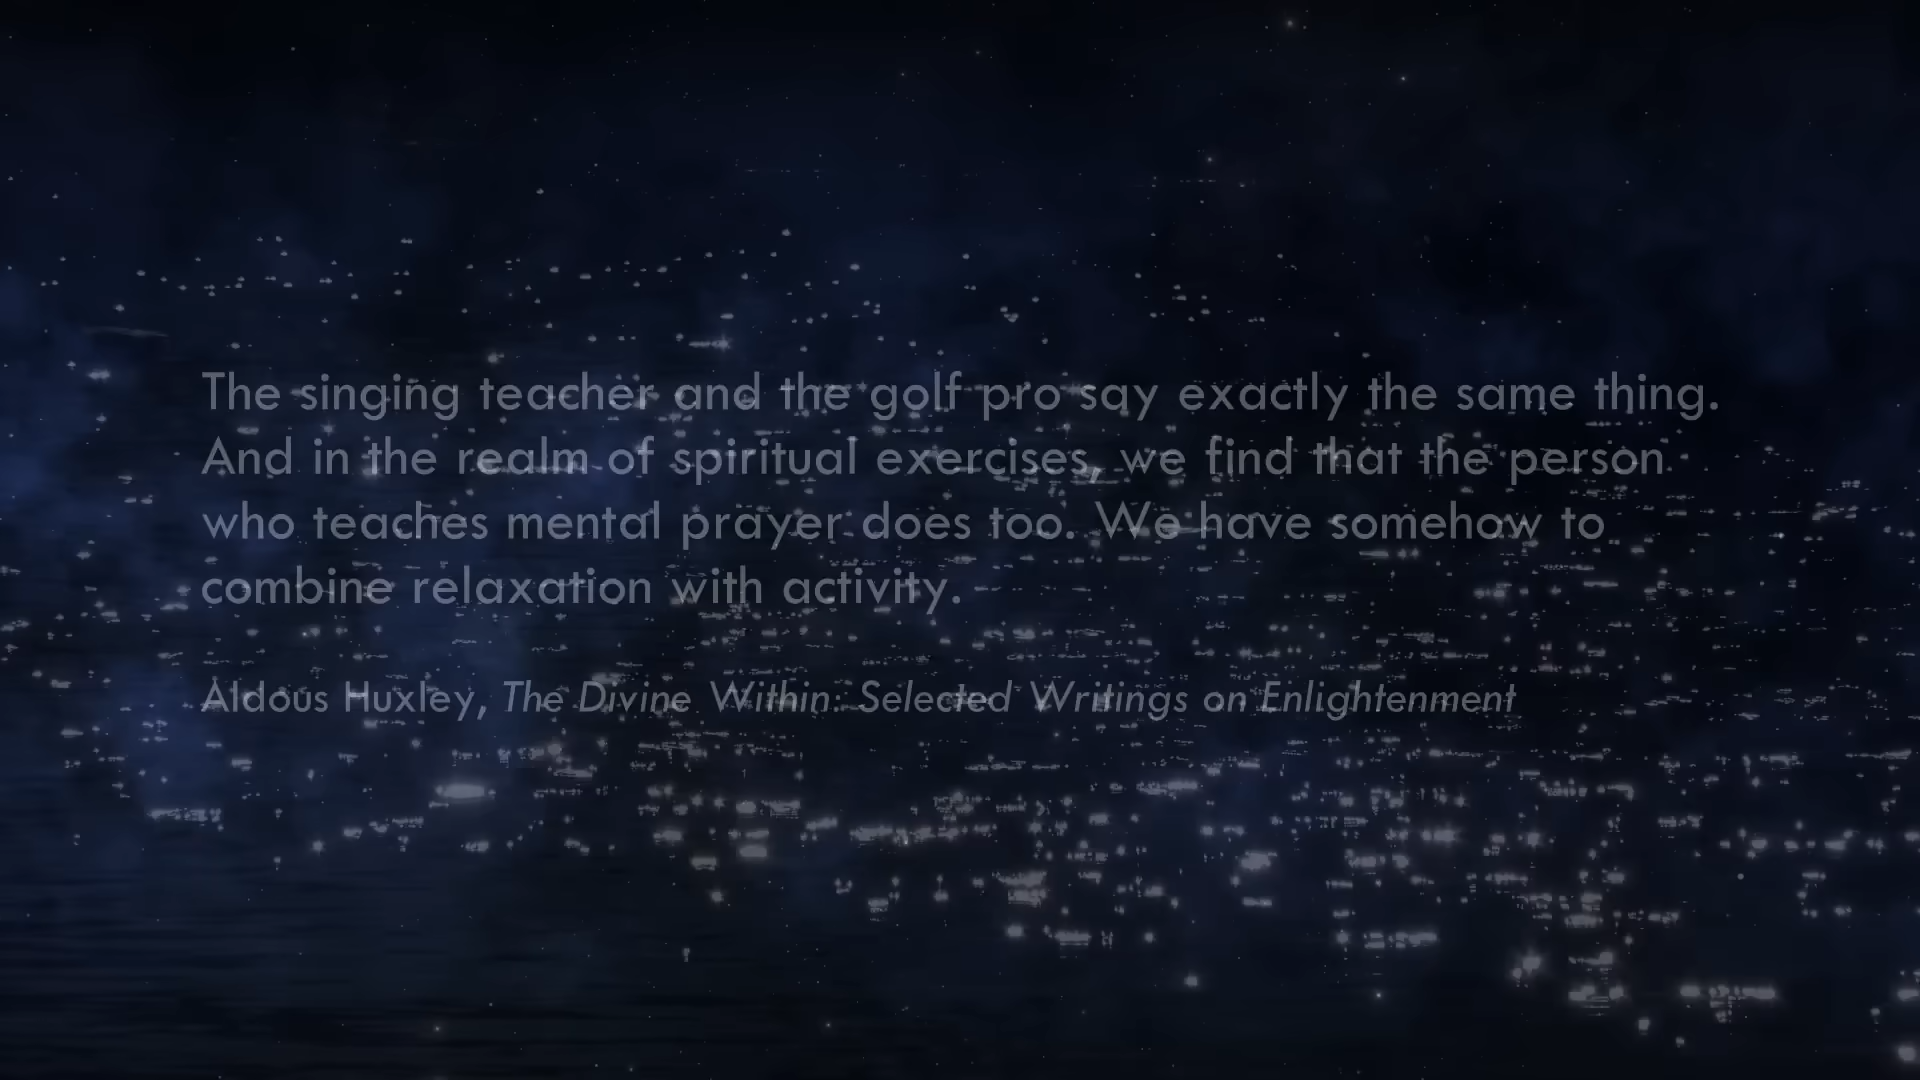 The singing teacher and the golf pro say exactly the same thing.
And in the realm of spiritual exercises, we find that the person
who teaches mental prayer does too. We have somehow to
combine relaxation with activity.
Aldous Huxley, The Divine Within: Selected Writings on Enlightenment